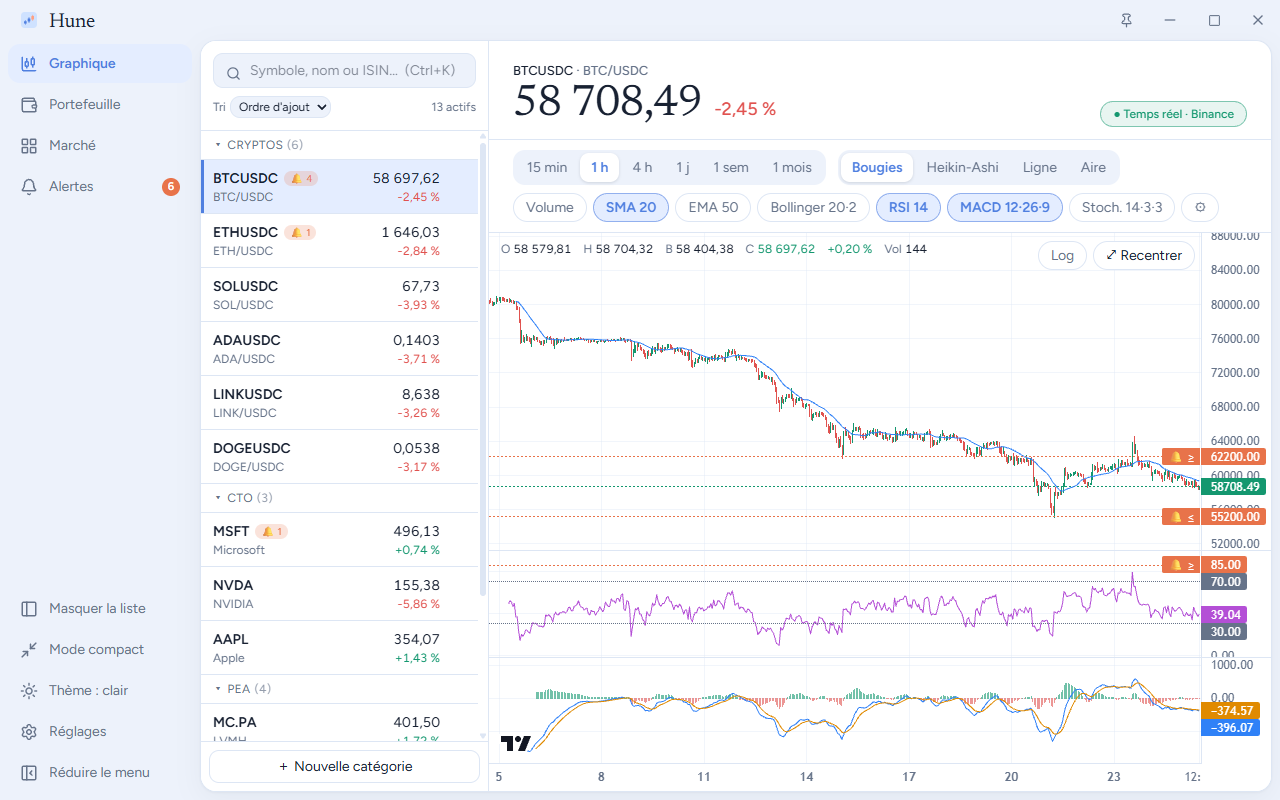 Hune
Graphique
Portefeuille
Marché
Alertes
6
Masquer la liste
Mode compact
Thème : clair
Réglages
Réduire le menu
Symbole, nom ou ISIN... (Ctrl+K)
Tri
Ordre d'ajout
13 actifs
CRYPTOS (6)
BTCUSDC 4 58 697,62
BTC/USDC -2,45 %
ETHUSDC 1 1 646,03
ETH/USDC -2,84 %
SOLUSDC 67,73
SOL/USDC -3,93 %
ADAUSDC 0,1403
ADA/USDC -3,71 %
LINKUSDC 8,638
LINK/USDC -3,26 %
DOGEUSDC 0,0538
DOGE/USDC -3,17 %
CTO (3)
MSFT 1 496,13
Microsoft +0,74 %
NVDA 155,38
NVIDIA -5,86 %
AAPL 354,07
Apple +1,43 %
PEA (4)
MC.PA 401,50
LVMH +1,72 %
+ Nouvelle catégorie
BTCUSDC · BTC/USDC
58 708,49 -2,45 %
● Temps réel · Binance
15 min 1 h 4 h 1 j 1 sem 1 mois Bougies Heikin-Ashi Ligne Aire
Volume SMA 20 EMA 50 Bollinger 20·2 RSI 14 MACD 12·26·9 Stoch. 14·3·3
O 58 579,81 H 58 704,32 B 58 404,38 C 58 697,62 +0,20 % Vol 144
Log
Recentrer
88000.00
84000.00
80000.00
76000.00
72000.00
68000.00
64000.00
≥ 62200.00
60000.00
58708.49
56000.00
≤ 55200.00
52000.00
≥ 85.00
70.00
39.04
30.00
0.00
1000.00
0.00
−374.57
−396.07
5 8 11 14 17 20 23 12: